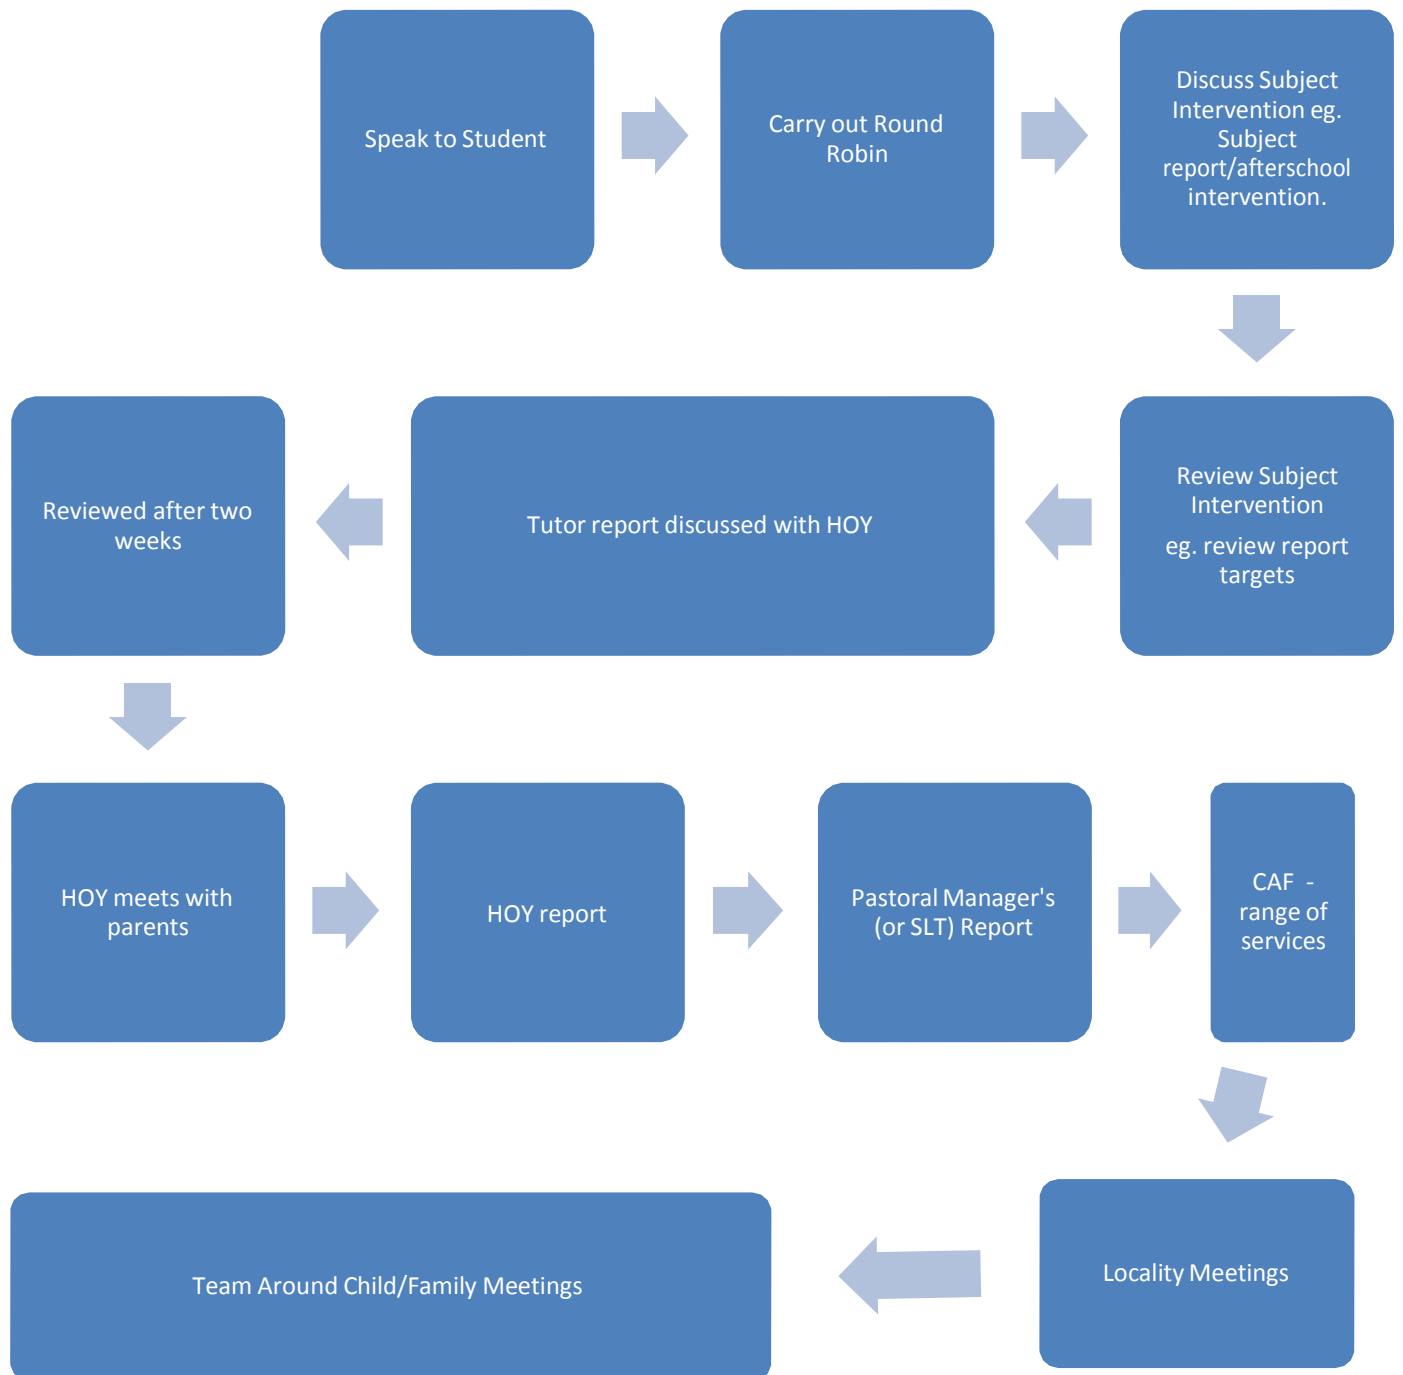 Speak to Student
Carry out Round
Robin
Discuss Subject
Intervention eg.
Subject
report/afterschool
intervention.
Reviewed after two
weeks
Tutor report discussed with HOY
Review Subject
Intervention
eg. review report
targets
HOY meets with
parents
HOY report
Pastoral Manager's
(or SLT) Report
CAF -
range of
services
Team Around Child/Family Meetings
Locality Meetings